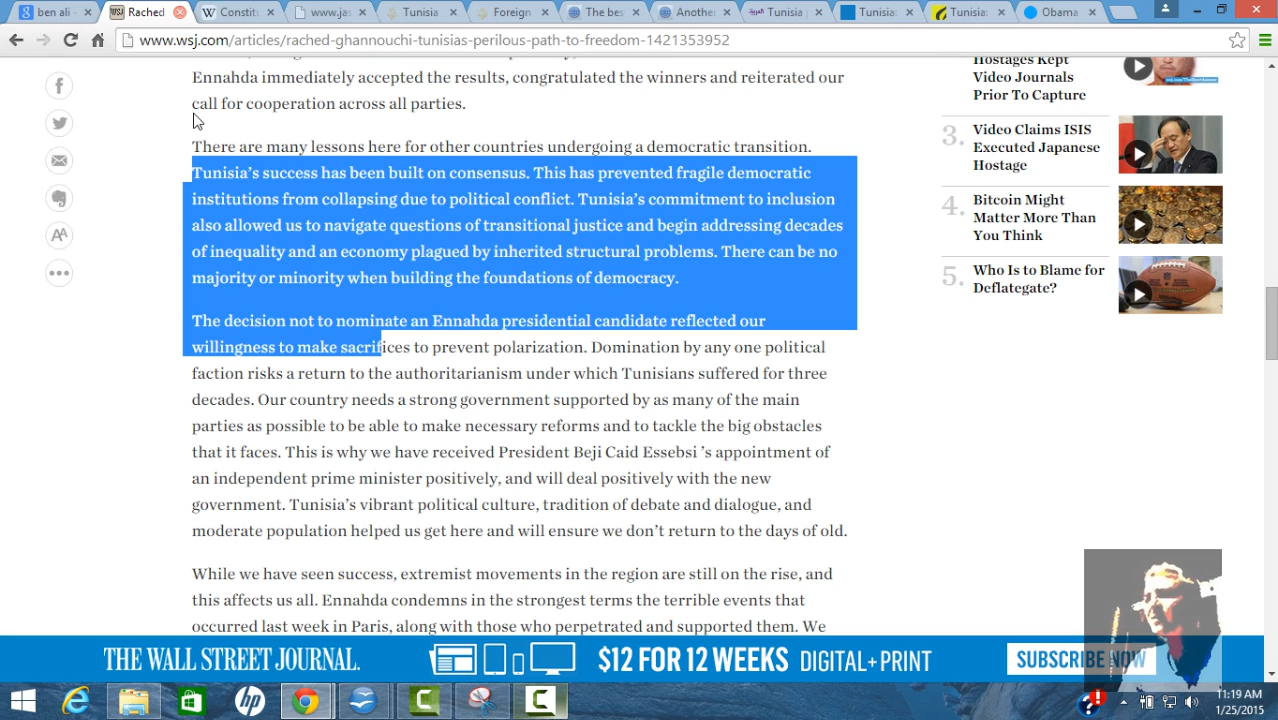 ben ali -
Rached
Constit
www.jas
Tunisia
Foreign
The bes
Another
Tunisia
Tunisia:
Tunisia:
Obama
www.wsj.com/articles/rached-ghannouchi-tunisias-perilous-path-to-freedom-1421353952
Ennahda immediately accepted the results, congratulated the winners and reiterated our
call for cooperation across all parties.
There are many lessons here for other countries undergoing a democratic transition.
Tunisia’s success has been built on consensus. This has prevented fragile democratic
institutions from collapsing due to political conflict. Tunisia’s commitment to inclusion
also allowed us to navigate questions of transitional justice and begin addressing decades
of inequality and an economy plagued by inherited structural problems. There can be no
majority or minority when building the foundations of democracy.
The decision not to nominate an Ennahda presidential candidate reflected our
willingness to make sacrifices to prevent polarization. Domination by any one political
faction risks a return to the authoritarianism under which Tunisians suffered for three
decades. Our country needs a strong government supported by as many of the main
parties as possible to be able to make necessary reforms and to tackle the big obstacles
that it faces. This is why we have received President Beji Caid Essebsi ’s appointment of
an independent prime minister positively, and will deal positively with the new
government. Tunisia’s vibrant political culture, tradition of debate and dialogue, and
moderate population helped us get here and will ensure we don’t return to the days of old.
While we have seen success, extremist movements in the region are still on the rise, and
this affects us all. Ennahda condemns in the strongest terms the terrible events that
occurred last week in Paris, along with those who perpetrated and supported them. We
Hostages Kept
Video Journals
Prior To Capture
3. Video Claims ISIS
Executed Japanese
Hostage
4. Bitcoin Might
Matter More Than
You Think
5. Who Is to Blame for
Deflategate?
AA
THE WALL STREET JOURNAL. $12 FOR 12 WEEKS DIGITAL+PRINT SUBSCRIBE NOW
hp
11:19 AM
1/25/2015